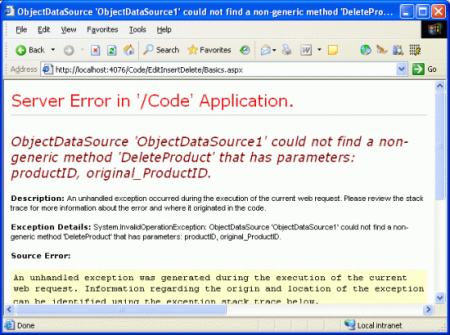 ObjectDataSource 'ObjectDataSource1' could not find a non-generic method 'DeletePro...
File Edit View Favorites Tools Help
Back Search Favorites
Address http://localhost:4076/Code/EditInsertDelete/Basics.aspx Go
Server Error in '/Code' Application.
ObjectDataSource 'ObjectDataSource1' could not find a non-
generic method 'DeleteProduct' that has parameters:
productID, original_ProductID.
Description: An unhandled exception occurred during the execution of the current web request. Please review the stack
trace for more information about the error and where it originated in the code.
Exception Details: System.InvalidOperationException: ObjectDataSource 'ObjectDataSource1' could not find a non-
generic method 'DeleteProduct' that has parameters: productID, original_ProductID.
Source Error:
An unhandled exception was generated during the execution of the current
web request. Information regarding the origin and location of the exception
can be identified using the exception stack trace below.
Done Local intranet